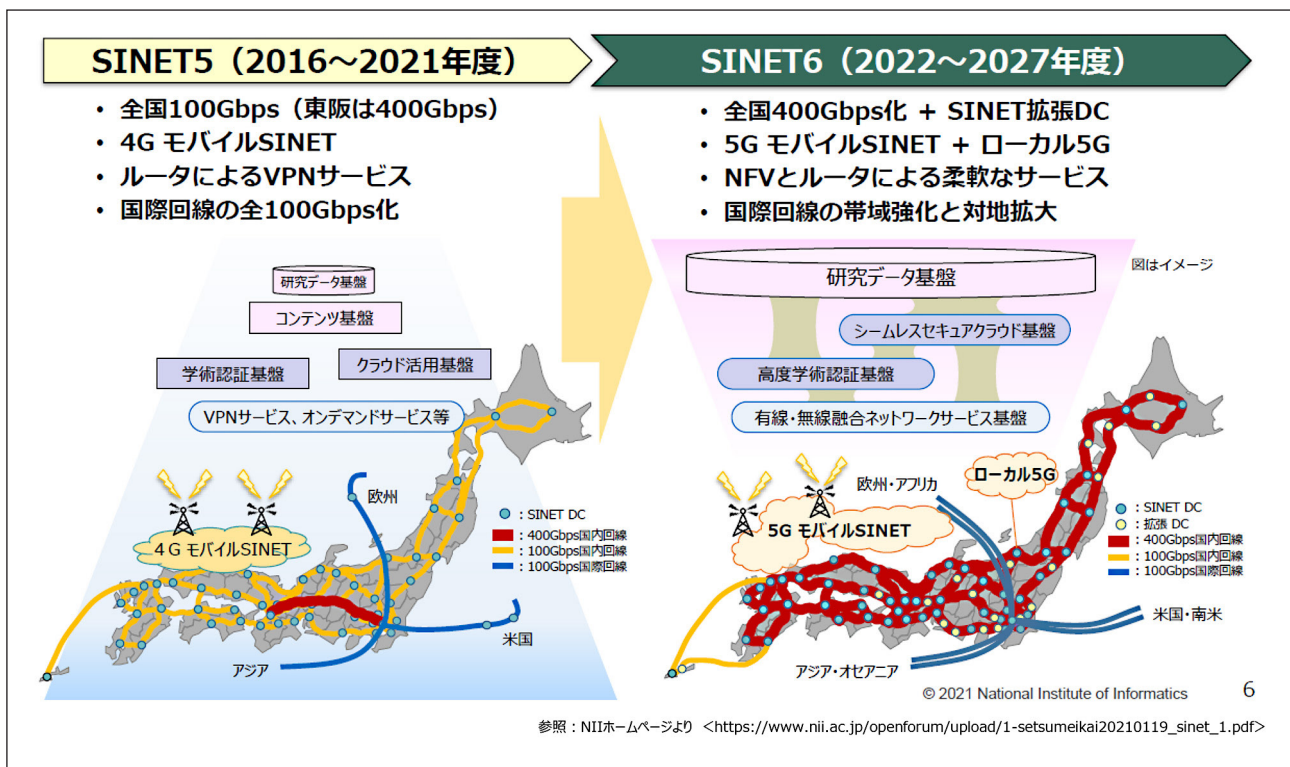 SINET5（2016～2021年度）
・ 全国100Gbps（東阪は400Gbps）
・ 4G モバイルSINET
・ ルータによるVPNサービス
・ 国際回線の全100Gbps化
研究データ基盤
コンテンツ基盤
学術認証基盤
クラウド活用基盤
VPNサービス、オンデマンドサービス等
欧州
4G モバイルSINET
：SINET DC
：400Gbps国内回線
：100Gbps国内回線
：100Gbps国際回線
米国
アジア
SINET6（2022～2027年度）
・ 全国400Gbps化 + SINET拡張DC
・ 5G モバイルSINET + ローカル5G
・ NFVとルータによる柔軟なサービス
・ 国際回線の帯域強化と対地拡大
図はイメージ
研究データ基盤
シームレスセキュアクラウド基盤
高度学術認証基盤
有線・無線融合ネットワークサービス基盤
欧州・アフリカ
ローカル5G
5G モバイルSINET
：SINET DC
：拡張 DC
：400Gbps国内回線
：100Gbps国内回線
：100Gbps国際回線
米国・南米
アジア・オセアニア
© 2021 National Institute of Informatics
6
参照：NIIホームページより <https://www.nii.ac.jp/openforum/upload/1-setsumeikai20210119_sinet_1.pdf>